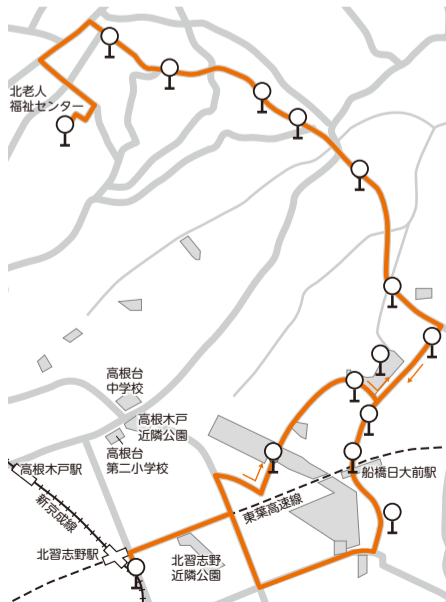 北老人
福祉センター
高根台
中学校
高根木戸
近隣公園
高根台
第二小学校
高根木戸駅
新京成線
船橋日大前駅
東葉高速線
北習志野駅
北習志野
近隣公園